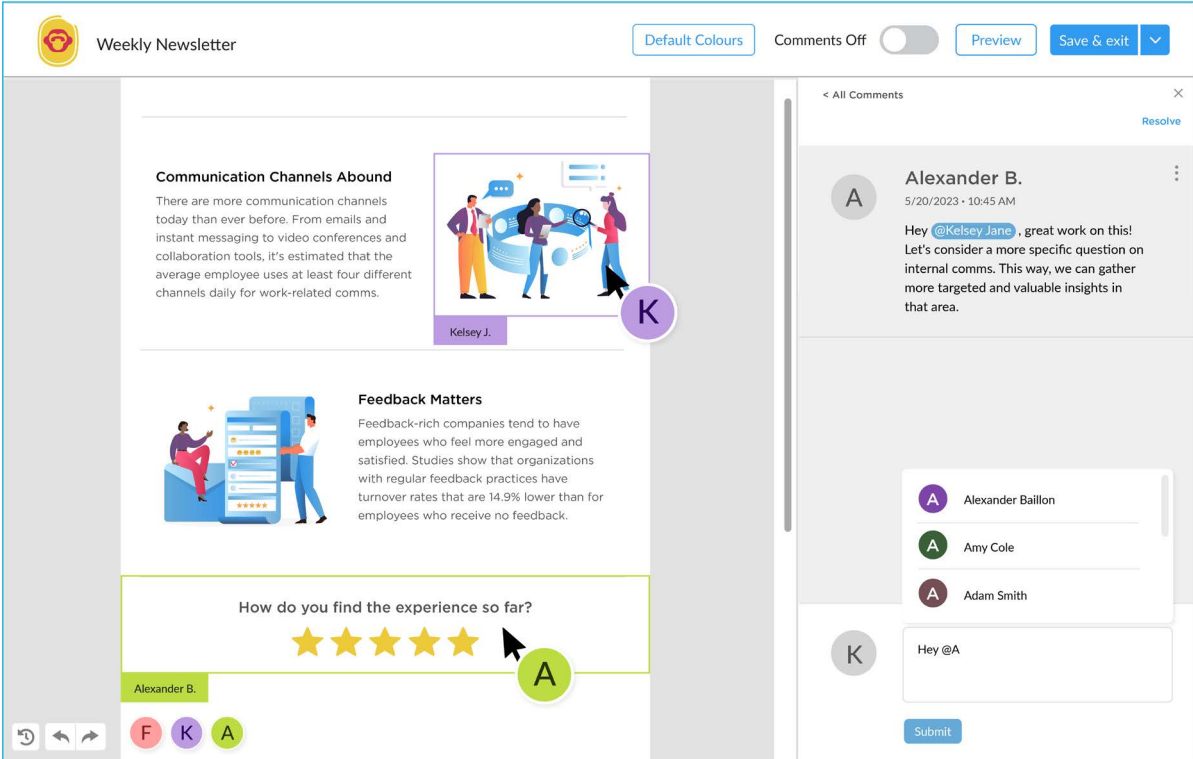 Weekly Newsletter
Default Colours
Comments Off
Preview
Save & exit
Communication Channels Abound
There are more communication channels
today than ever before. From emails and
instant messaging to video conferences and
collaboration tools, it's estimated that the
average employee uses at least four different
channels daily for work-related comms.
Kelsey J.
K
Feedback Matters
Feedback-rich companies tend to have
employees who feel more engaged and
satisfied. Studies show that organizations
with regular feedback practices have
turnover rates that are 14.9% lower than for
employees who receive no feedback.
How do you find the experience so far?
Alexander B.
A
F
K
A
< All Comments
Resolve
A
Alexander B.
5/20/2023 • 10:45 AM
Hey @Kelsey Jane , great work on this!
Let's consider a more specific question on
internal comms. This way, we can gather
more targeted and valuable insights in
that area.
A Alexander Baillon
A Amy Cole
A Adam Smith
K
Hey @A
Submit